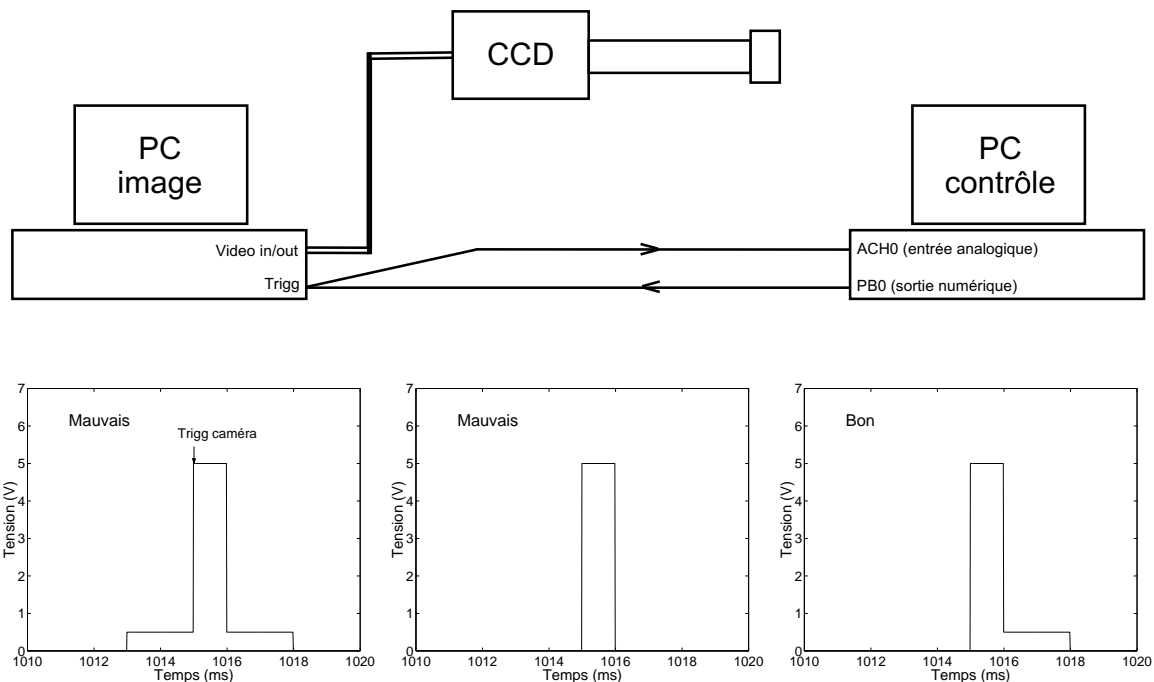 CCD
PC
image
PC
contrôle
Video in/out
ACH0 (entrée analogique)
Trigg
PB0 (sortie numérique)
7
6
5
4
3
2
1
0
Tension (V)
Mauvais
Trigg caméra
1010 1012 1014 1016 1018 1020
Temps (ms)
7
6
5
4
3
2
1
0
Tension (V)
Mauvais
1010 1012 1014 1016 1018 1020
Temps (ms)
7
6
5
4
3
2
1
0
Tension (V)
Bon
1010 1012 1014 1016 1018 1020
Temps (ms)